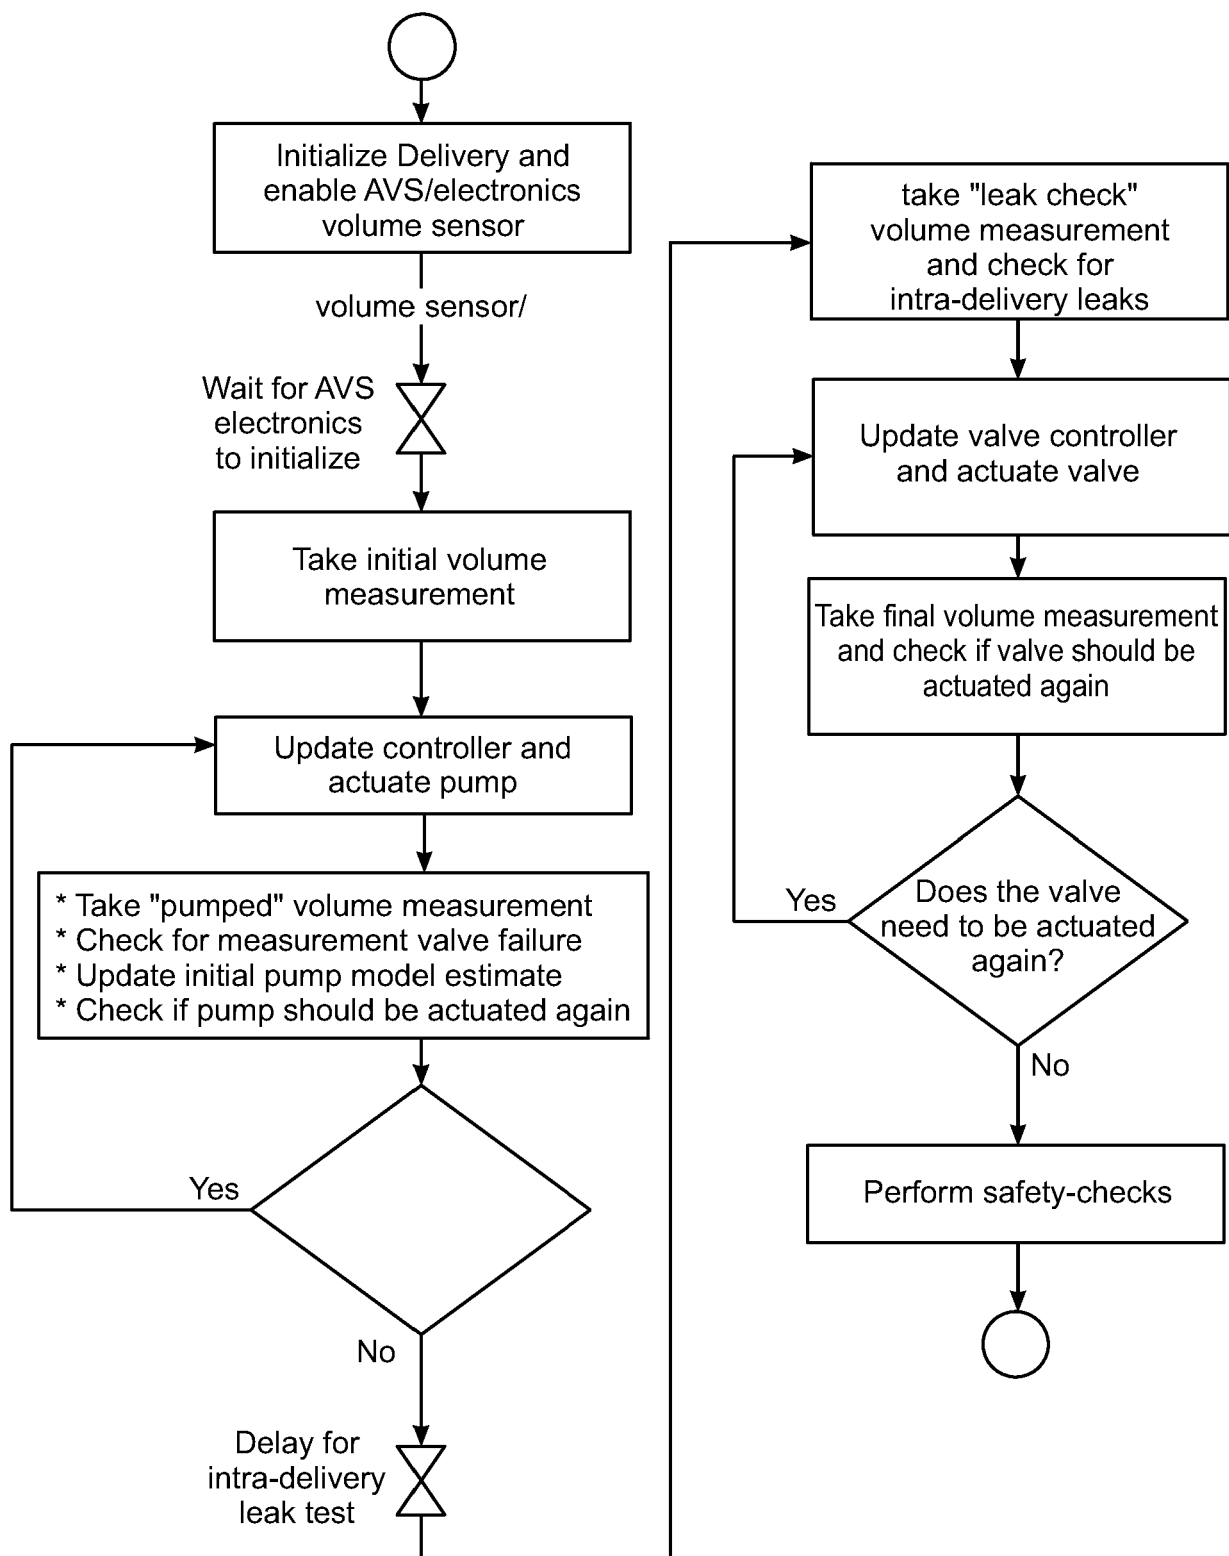 Initialize Delivery and
enable AVS/electronics
volume sensor
volume sensor/
Wait for AVS
electronics
to initialize
Take initial volume
measurement
Update controller and
actuate pump
* Take "pumped" volume measurement
* Check for measurement valve failure
* Update initial pump model estimate
* Check if pump should be actuated again
Yes
No
Delay for
intra-delivery
leak test
take "leak check"
volume measurement
and check for
intra-delivery leaks
Update valve controller
and actuate valve
Take final volume measurement
and check if valve should be
actuated again
Does the valve
need to be actuated
again?
Yes
No
Perform safety-checks